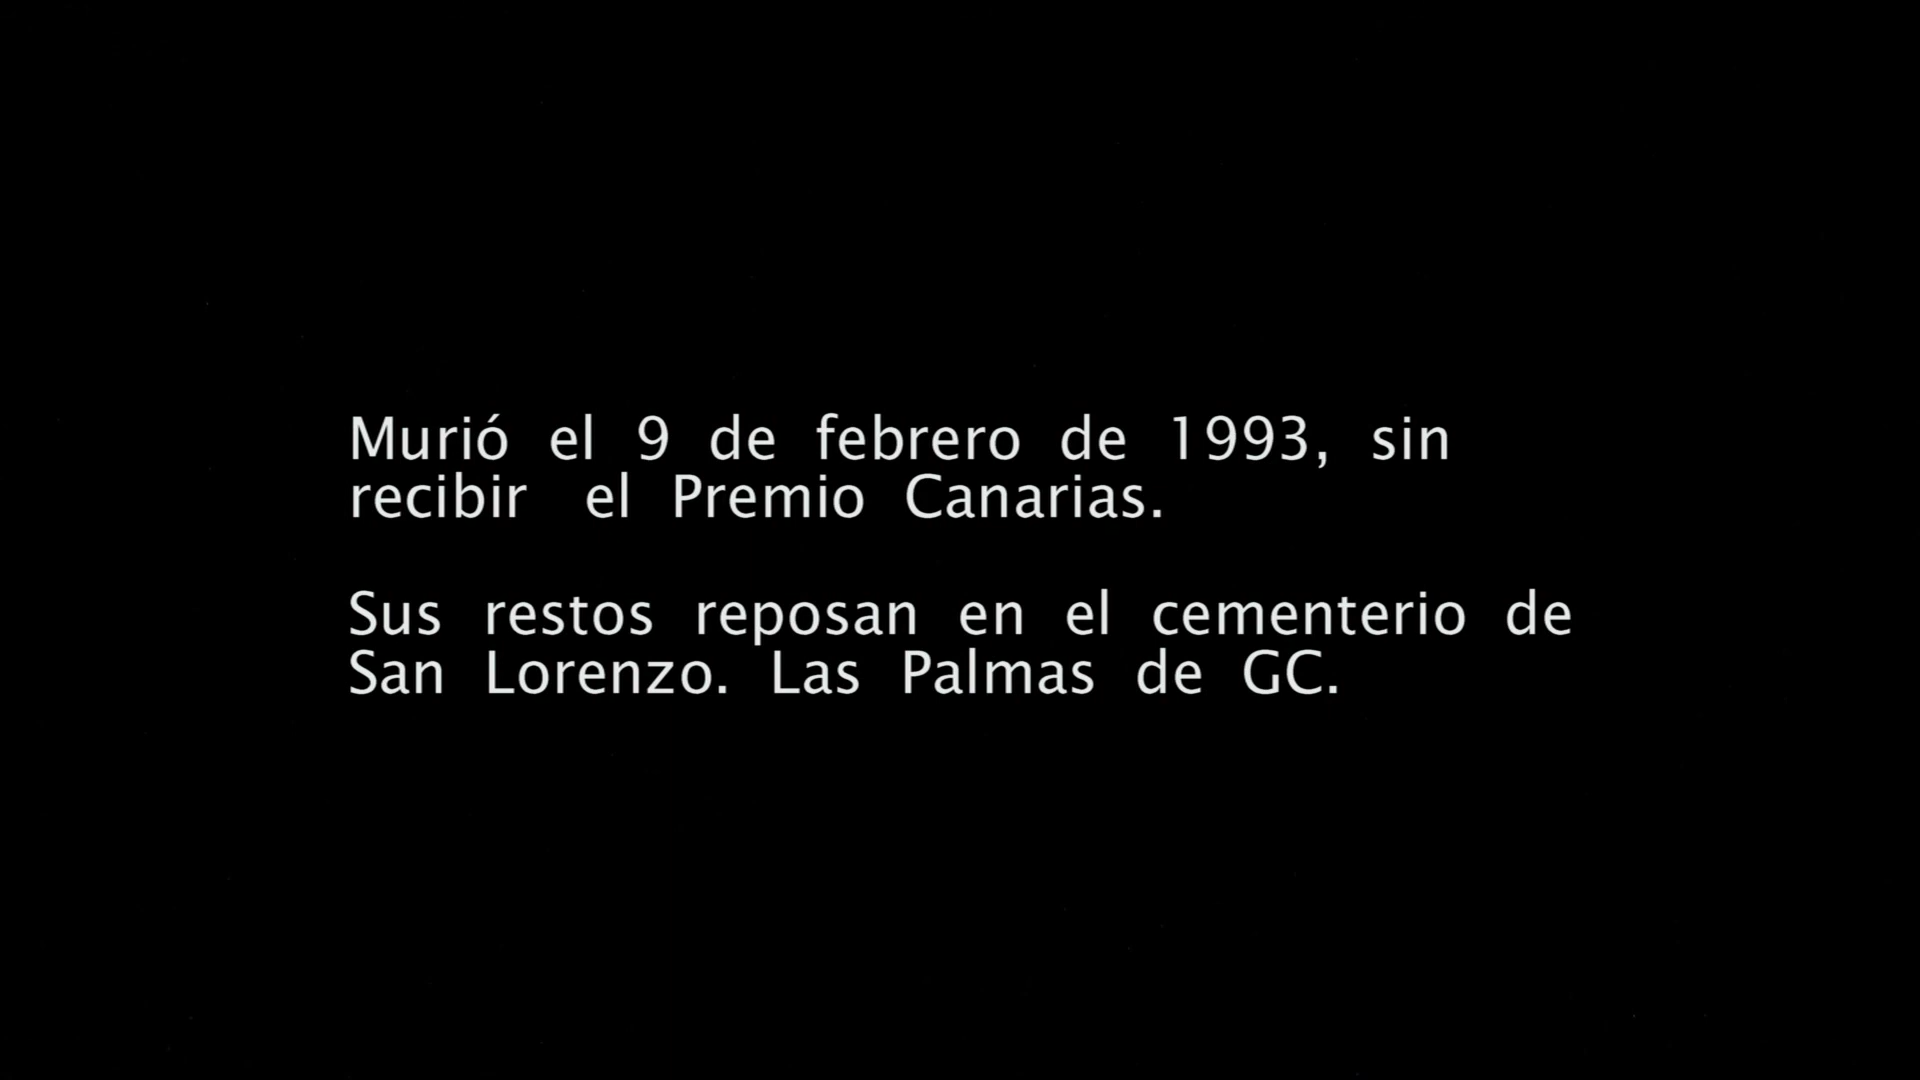 Murió el 9 de febrero de 1993, sin
recibir el Premio Canarias.
Sus restos reposan en el cementerio de
San Lorenzo. Las Palmas de GC.